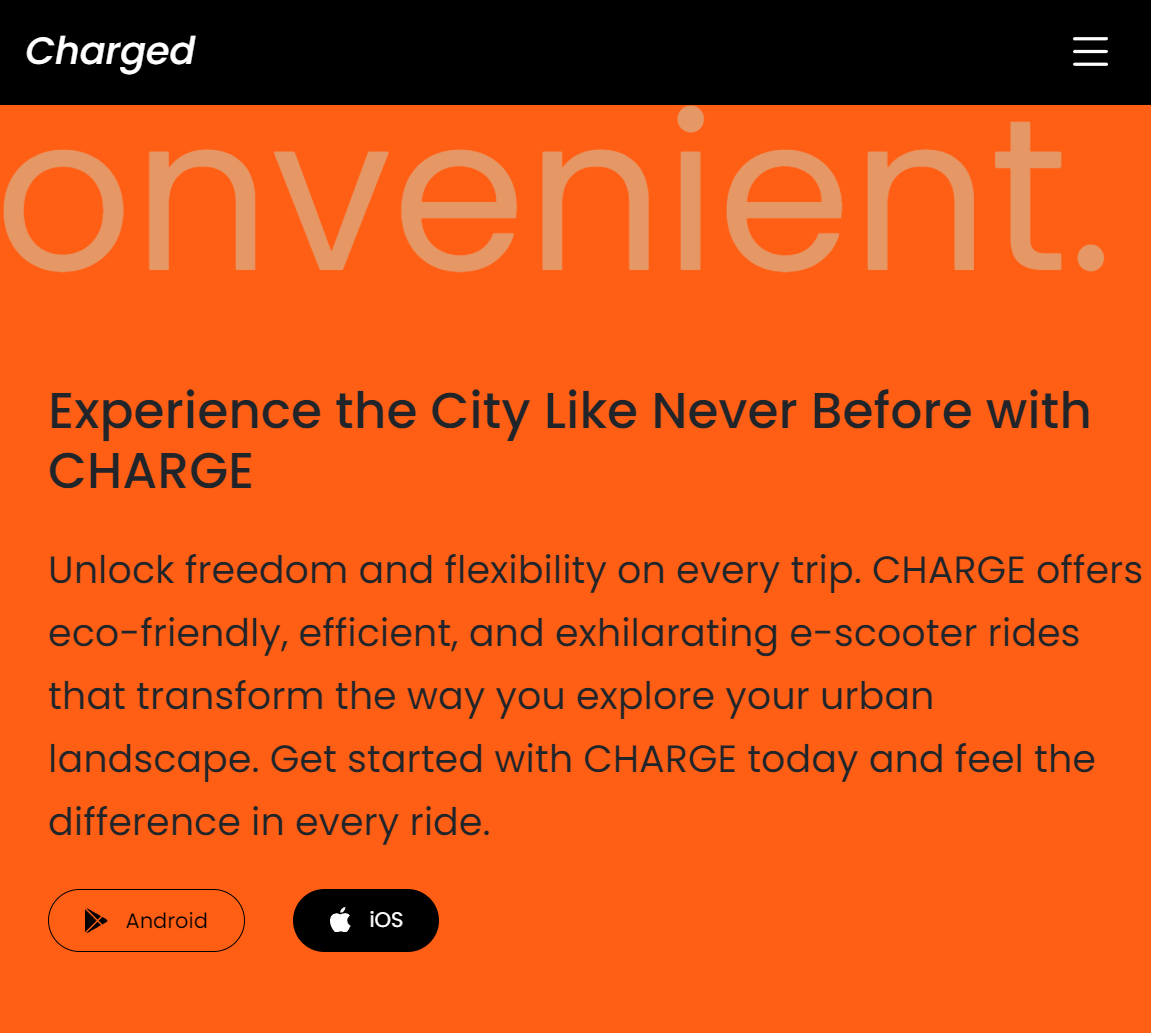 Charged
onvenient.
Experience the City Like Never Before with
CHARGE
Unlock freedom and flexibility on every trip. CHARGE offers
eco-friendly, efficient, and exhilarating e-scooter rides
that transform the way you explore your urban
landscape. Get started with CHARGE today and feel the
difference in every ride.
Android
iOS